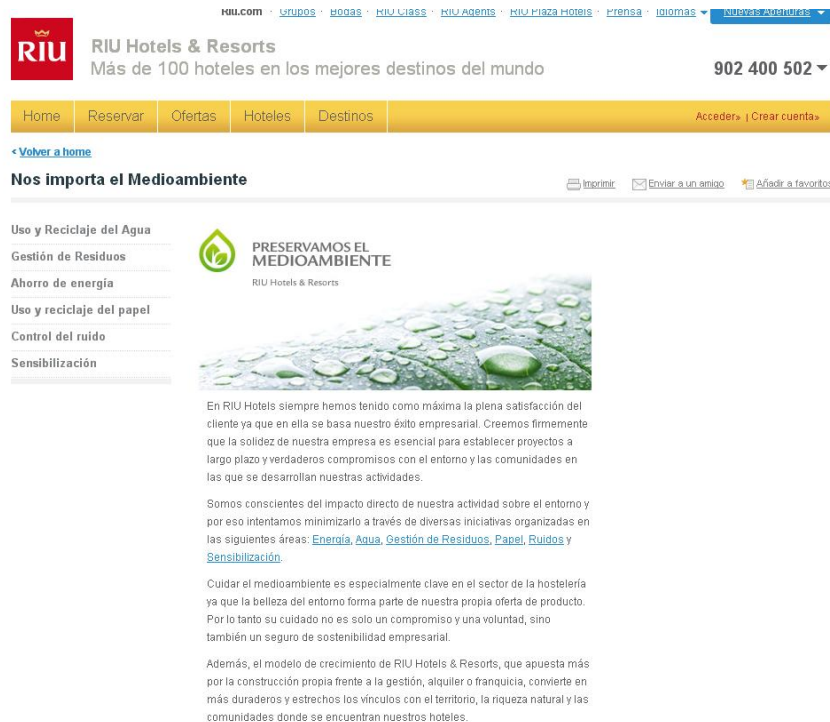 Riu.com · Grupos · Bodas · RIU Class · RIU Agents · RIU Plaza Hotels · Prensa · Idiomas Nuevas Aperturas
RIU
RIU Hotels & Resorts
Más de 100 hoteles en los mejores destinos del mundo
902 400 502
Home Reservar Ofertas Hoteles Destinos Acceder» | Crear cuenta»
< Volver a home
Nos importa el Medioambiente
Imprimir Enviar a un amigo Añadir a favoritos
Uso y Reciclaje del Agua
Gestión de Residuos
Ahorro de energía
Uso y reciclaje del papel
Control del ruido
Sensibilización
PRESERVAMOS EL
MEDIOAMBIENTE
RIU Hotels & Resorts
En RIU Hotels siempre hemos tenido como máxima la plena satisfacción del
cliente ya que en ella se basa nuestro éxito empresarial. Creemos firmemente
que la solidez de nuestra empresa es esencial para establecer proyectos a
largo plazo y verdaderos compromisos con el entorno y las comunidades en
las que se desarrollan nuestras actividades.
Somos conscientes del impacto directo de nuestra actividad sobre el entorno y
por eso intentamos minimizarlo a través de diversas iniciativas organizadas en
las siguientes áreas: Energía, Agua, Gestión de Residuos, Papel, Ruidos y
Sensibilización.
Cuidar el medioambiente es especialmente clave en el sector de la hostelería
ya que la belleza del entorno forma parte de nuestra propia oferta de producto.
Por lo tanto su cuidado no es solo un compromiso y una voluntad, sino
también un seguro de sostenibilidad empresarial.
Además, el modelo de crecimiento de RIU Hotels & Resorts, que apuesta más
por la construcción propia frente a la gestión, alquiler o franquicia, convierte en
más duraderos y estrechos los vínculos con el territorio, la riqueza natural y las
comunidades donde se encuentran nuestros hoteles.